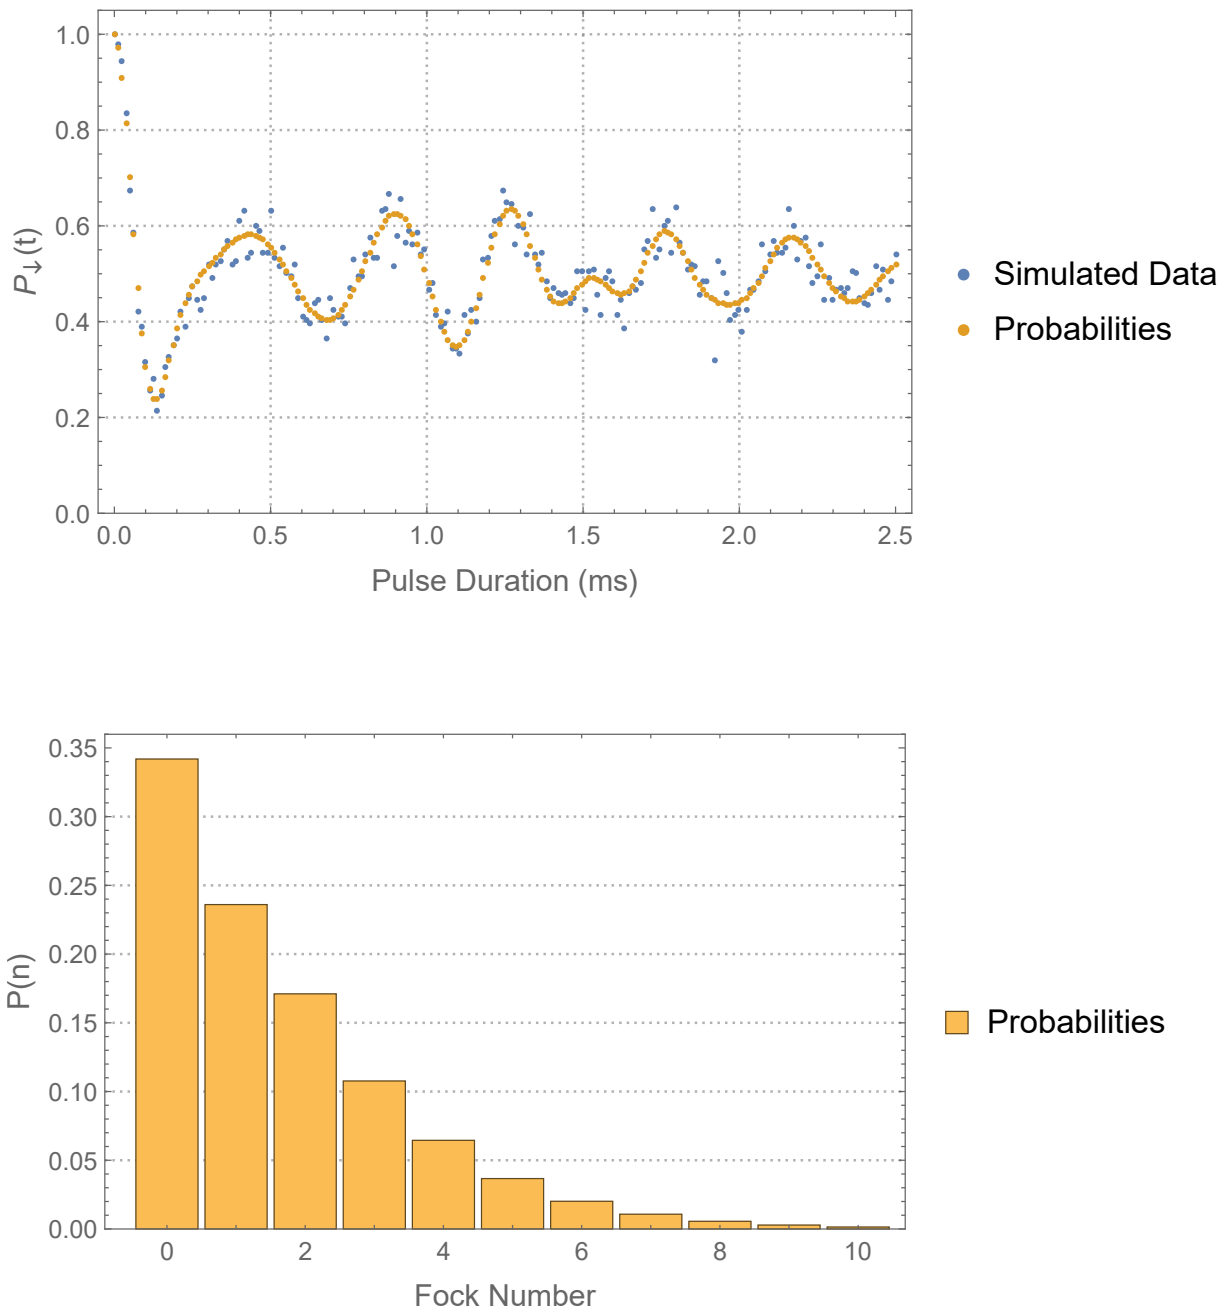 1.0
0.8
0.6
0.4
0.2
0.0
P↓(t)
0.0 0.5 1.0 1.5 2.0 2.5
Pulse Duration (ms)
Simulated Data
Probabilities
0.35
0.30
0.25
0.20
0.15
0.10
0.05
0.00
P(n)
0 2 4 6 8 10
Fock Number
Probabilities